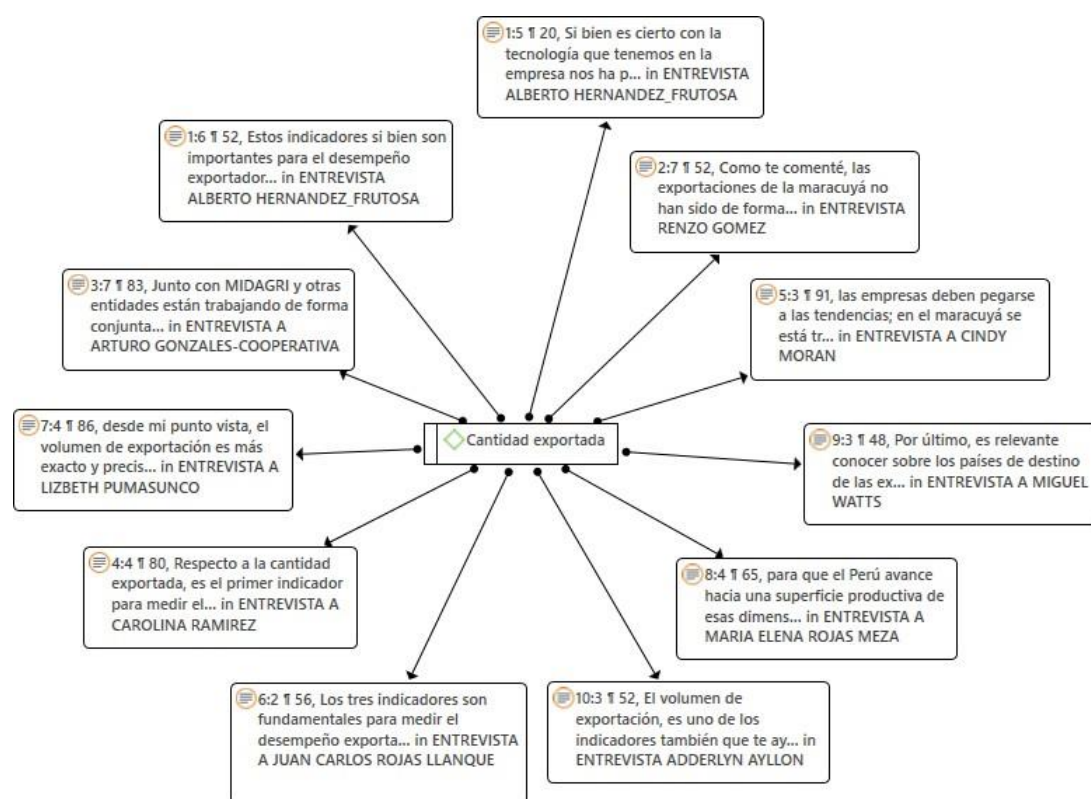 1:5 ¶ 20, Si bien es cierto con la
tecnología que tenemos en la
empresa nos ha p... in ENTREVISTA
ALBERTO HERNANDEZ_FRUTOSA
1:6 ¶ 52, Estos indicadores si bien son
importantes para el desempeño
exportador... in ENTREVISTA
ALBERTO HERNANDEZ_FRUTOSA
2:7 ¶ 52, Como te comenté, las
exportaciones de la maracuyá no
han sido de forma... in ENTREVISTA
RENZO GOMEZ
3:7 ¶ 83, Junto con MIDAGRI y otras
entidades están trabajando de forma
conjunta... in ENTREVISTA A
ARTURO GONZALES-COOPERATIVA
5:3 ¶ 91, las empresas deben pegarse
a las tendencias; en el maracuyá se
está tr... in ENTREVISTA A CINDY
MORAN
7:4 ¶ 86, desde mi punto vista, el
volumen de exportación es más
exacto y precis... in ENTREVISTA A
LIZBETH PUMASUNCO
Cantidad exportada
9:3 ¶ 48, Por último, es relevante
conocer sobre los países de destino
de las ex... in ENTREVISTA A MIGUEL
WATTS
4:4 ¶ 80, Respecto a la cantidad
exportada, es el primer indicador
para medir el... in ENTREVISTA A
CAROLINA RAMIREZ
8:4 ¶ 65, para que el Perú avance
hacia una superficie productiva de
esas dimens... in ENTREVISTA A
MARIA ELENA ROJAS MEZA
6:2 ¶ 56, Los tres indicadores son
fundamentales para medir el
desempeño exporta... in ENTREVISTA
A JUAN CARLOS ROJAS LLANQUE
10:3 ¶ 52, El volumen de
exportación, es uno de los
indicadores también que te ay... in
ENTREVISTA ADDERLYN AYLLON